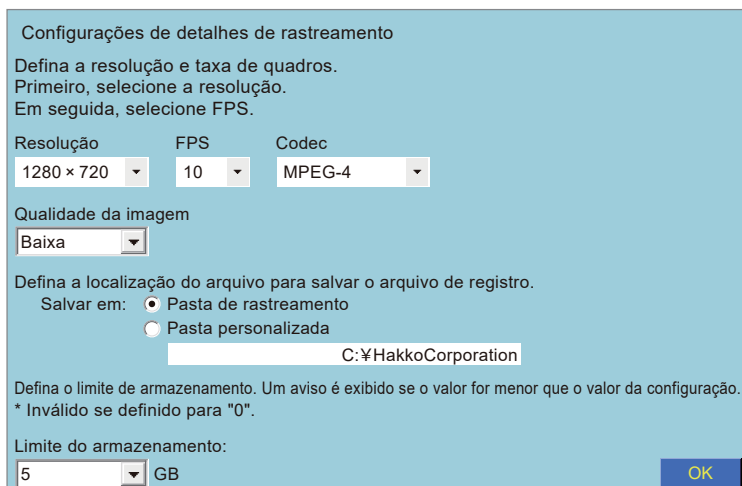 Configurações de detalhes de rastreamento
Defina a resolução e taxa de quadros.
Primeiro, selecione a resolução.
Em seguida, selecione FPS.
Resolução FPS Codec
1280 × 720 10 MPEG-4
Qualidade da imagem
Baixa
Defina a localização do arquivo para salvar o arquivo de registro.
Salvar em: Pasta de rastreamento
Pasta personalizada
C:¥HakkoCorporation
Defina o limite de armazenamento. Um aviso é exibido se o valor for menor que o valor da configuração.
* Inválido se definido para "0".
Limite do armazenamento:
5 GB OK